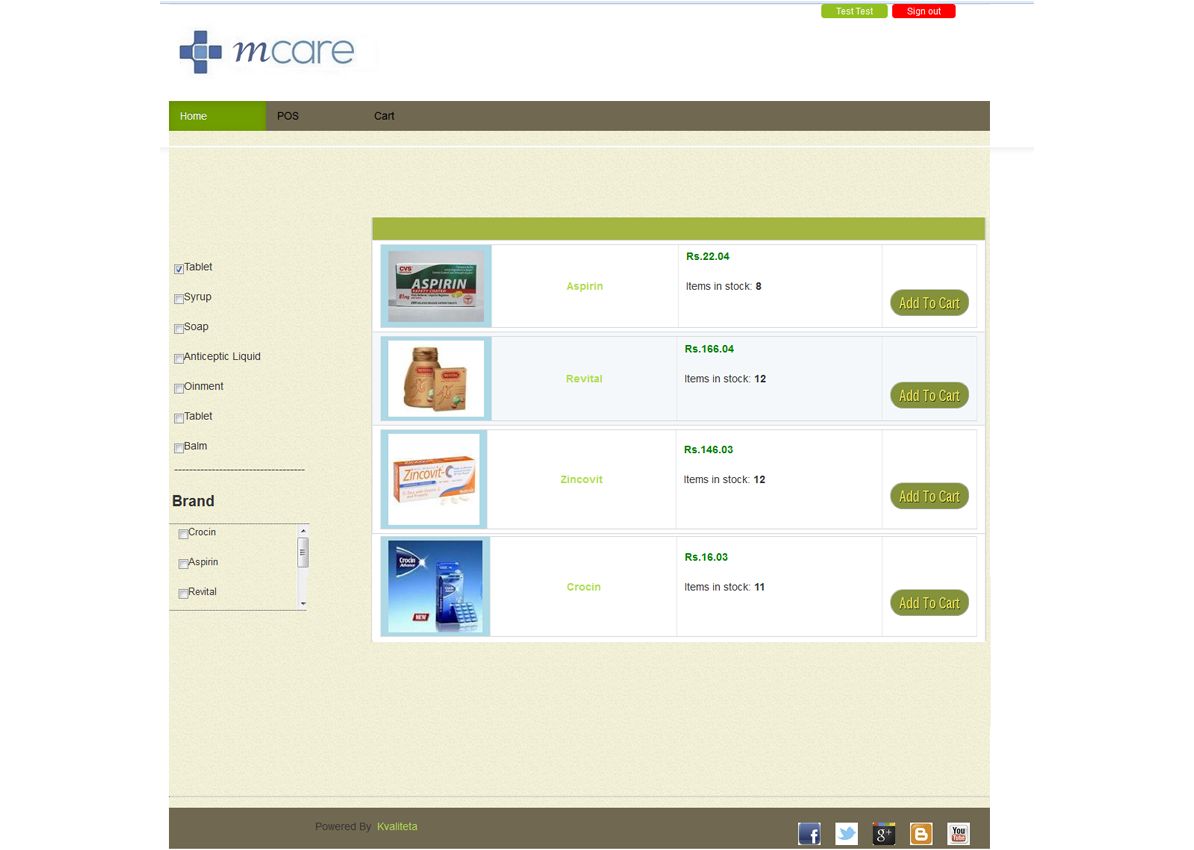 Test Test Sign out
mcare
Home POS Cart
Tablet
Syrup
Soap
Anticeptic Liquid
Oinment
Tablet
Balm
-----------------------------------
Brand
Crocin
Aspirin
Revital
CVS
ASPIRIN
81mg
Aspirin
Rs.22.04
Items in stock: 8
Add To Cart
Revital
Rs.166.04
Items in stock: 12
Add To Cart
Zincovit-C
Zincovit
Rs.146.03
Items in stock: 12
Add To Cart
Crocin
Advance
NEW
Crocin
Rs.16.03
Items in stock: 11
Add To Cart
Powered By Kvaliteta
f
g+
B
You
Tube